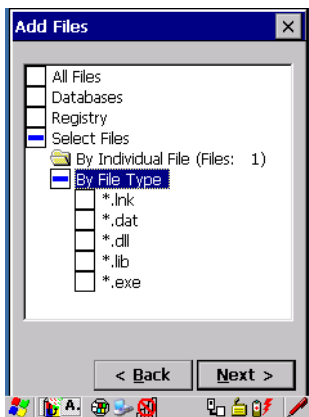 Add Files
All Files
Databases
Registry
Select Files
By Individual File (Files: 1)
By File Type
*.lnk
*.dat
*.dll
*.lib
*.exe
< Back
Next >
A.